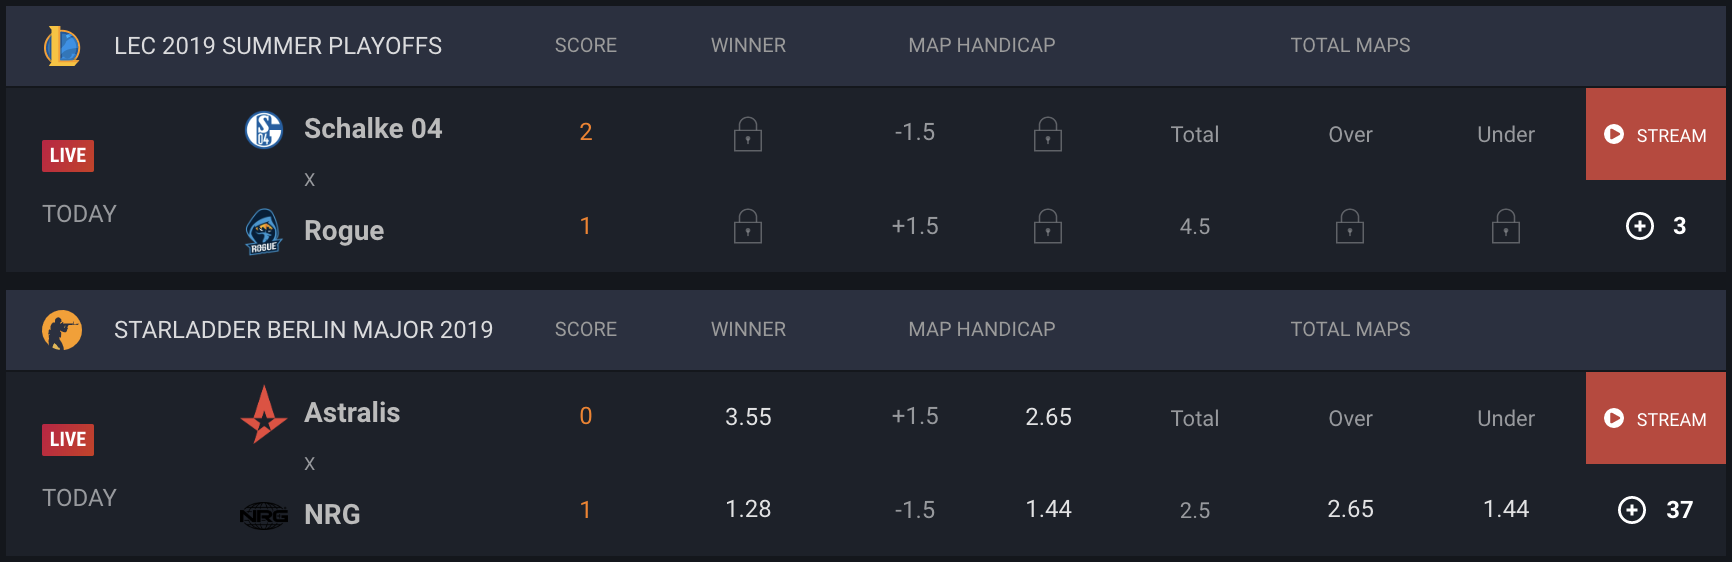 LEC 2019 SUMMER PLAYOFFS SCORE WINNER MAP HANDICAP TOTAL MAPS
Schalke 04 2 -1.5 Total Over Under STREAM
LIVE
X
TODAY
Rogue 1 +1.5 4.5 3
STARLADDER BERLIN MAJOR 2019 SCORE WINNER MAP HANDICAP TOTAL MAPS
Astralis 0 3.55 +1.5 2.65 Total Over Under STREAM
LIVE
X
TODAY
NRG NRG 1 1.28 -1.5 1.44 2.5 2.65 1.44 37